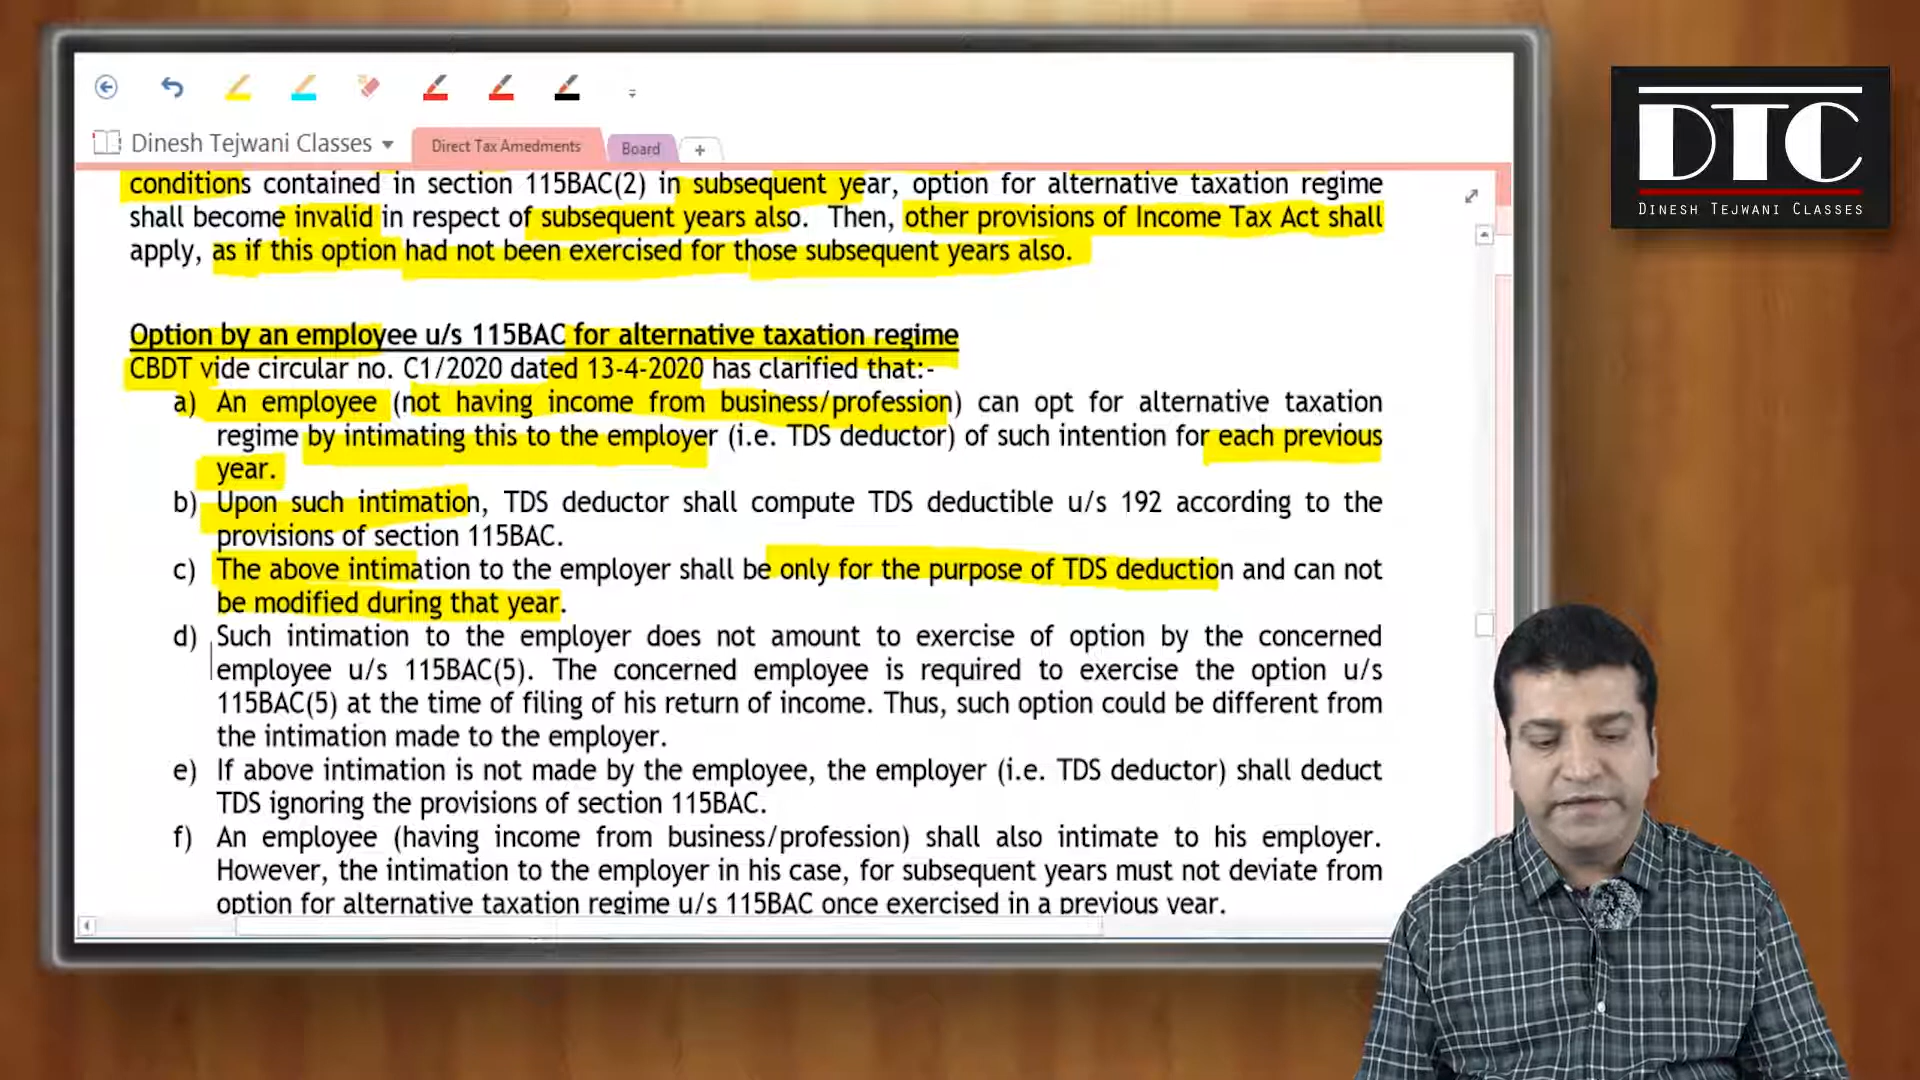 DTC
DINESH TEJWANI CLASSES
Dinesh Tejwani Classes
Direct Tax Amedments
Board
+
conditions contained in section 115BAC(2) in subsequent year, option for alternative taxation regime
shall become invalid in respect of subsequent years also. Then, other provisions of Income Tax Act shall
apply, as if this option had not been exercised for those subsequent years also.
Option by an employee u/s 115BAC for alternative taxation regime
CBDT vide circular no. C1/2020 dated 13-4-2020 has clarified that:-
a) An employee (not having income from business/profession) can opt for alternative taxation
regime by intimating this to the employer (i.e. TDS deductor) of such intention for each previous
year.
b) Upon such intimation, TDS deductor shall compute TDS deductible u/s 192 according to the
provisions of section 115BAC.
c) The above intimation to the employer shall be only for the purpose of TDS deduction and can not
be modified during that year.
d) Such intimation to the employer does not amount to exercise of option by the concerned
employee u/s 115BAC(5). The concerned employee is required to exercise the option u/s
115BAC(5) at the time of filing of his return of income. Thus, such option could be different from
the intimation made to the employer.
e) If above intimation is not made by the employee, the employer (i.e. TDS deductor) shall deduct
TDS ignoring the provisions of section 115BAC.
f) An employee (having income from business/profession) shall also intimate to his employer.
However, the intimation to the employer in his case, for subsequent years must not deviate from
option for alternative taxation regime u/s 115BAC once exercised in a previous year.